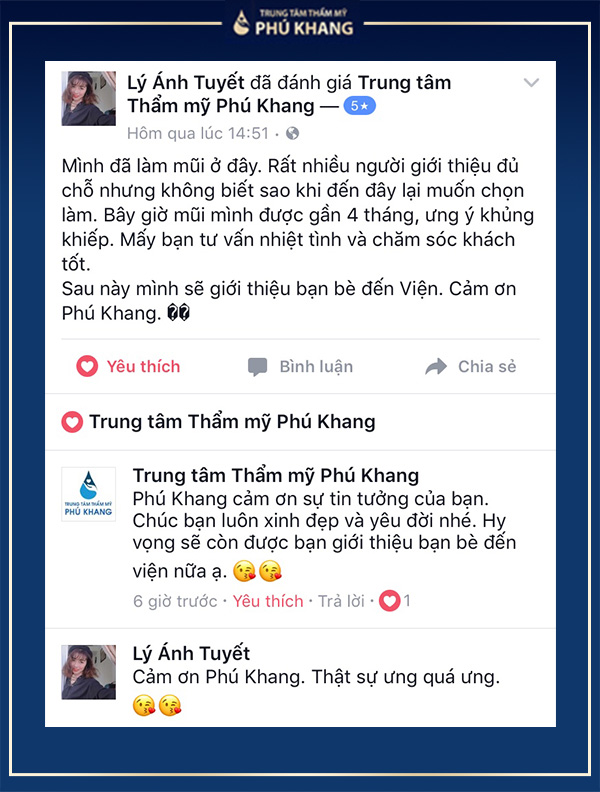 TRUNG TÂM THẨM MỸ
PHÚ KHANG
Lý Ánh Tuyết đã đánh giá Trung tâm
Thẩm mỹ Phú Khang — 5★
Hôm qua lúc 14:51 ·
Mình đã làm mũi ở đây. Rất nhiều người giới thiệu đủ
chỗ nhưng không biết sao khi đến đây lại muốn chọn
làm. Bây giờ mũi mình được gần 4 tháng, ưng ý khủng
khiếp. Mấy bạn tư vấn nhiệt tình và chăm sóc khách
tốt.
Sau này mình sẽ giới thiệu bạn bè đến Viện. Cảm ơn
Phú Khang. ��
Yêu thích Bình luận Chia sẻ
Trung tâm Thẩm mỹ Phú Khang
TRUNG TÂM THẨM MỸ
PHÚ KHANG
Trung tâm Thẩm mỹ Phú Khang
Phú Khang cảm ơn sự tin tưởng của bạn.
Chúc bạn luôn xinh đẹp và yêu đời nhé. Hy
vọng sẽ còn được bạn giới thiệu bạn bè đến
viện nữa ạ. 😘😘
6 giờ trước · Yêu thích · Trả lời · 1
Lý Ánh Tuyết
Cảm ơn Phú Khang. Thật sự ưng quá ưng.
😘😘